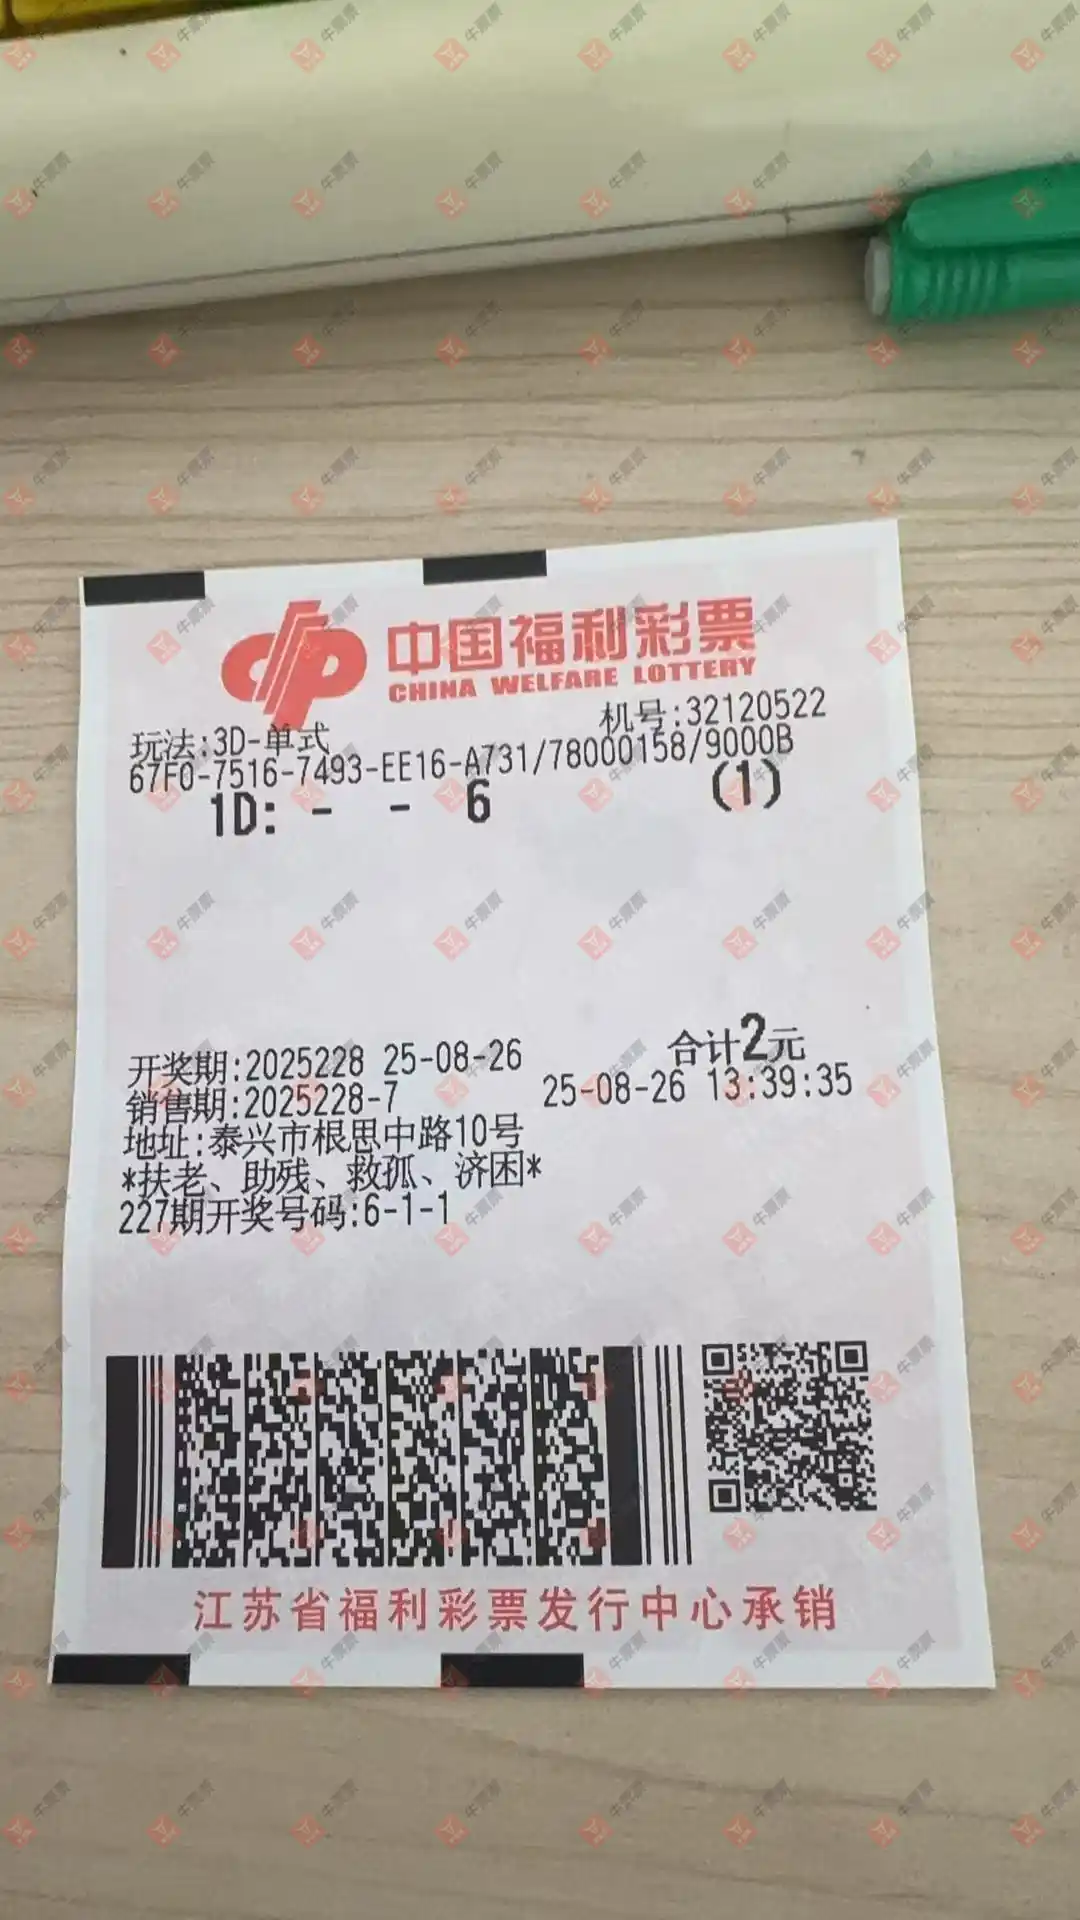 中国福利彩票
CHINA WELFARE LOTTERY
玩法:3D-单式 机号:32120522
67F0-7516-7493-EE16-A731/78000158/9000B
1D: - - 6 (1)
合计2元
开奖期:2025228 25-08-26
销售期:2025228-7 25-08-26 13:39:35
地址:泰兴市根思中路10号
*扶老、助残、救孤、济困*
227期开奖号码:6-1-1
江苏省福利彩票发行中心承销
牛票票